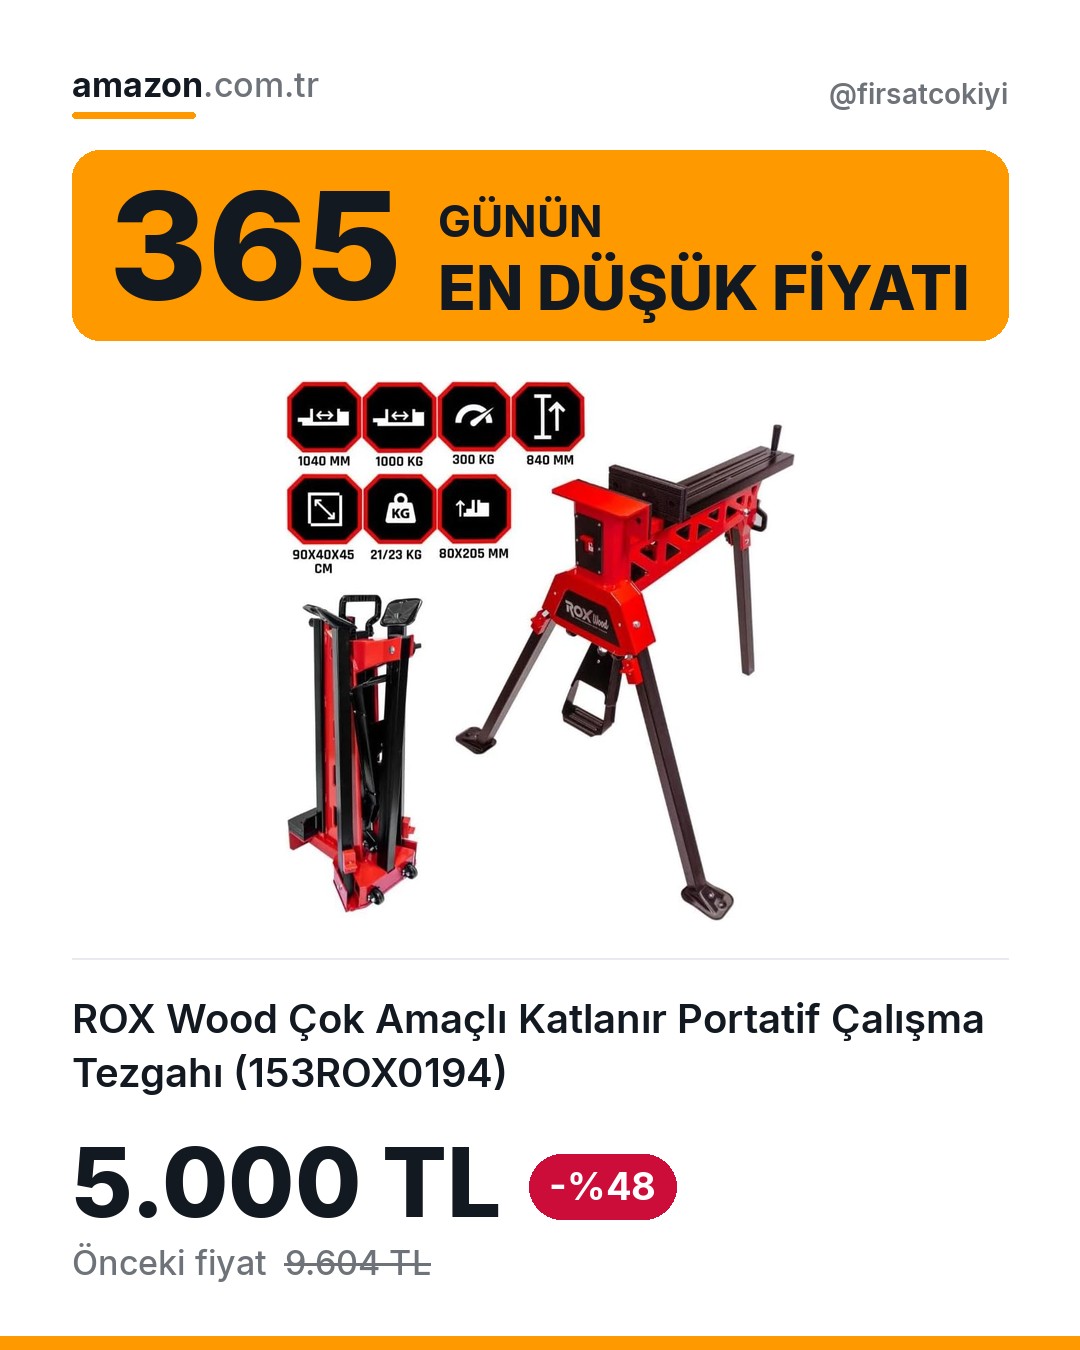 amazon.com.tr
@firsatcokiyi
365 GÜNÜN
EN DÜŞÜK FİYATI
1040 MM 1000 KG 300 KG 840 MM
KG
90X40X45 CM 21/23 KG 80X205 MM
ROX Wood
ROX Wood Çok Amaçlı Katlanır Portatif Çalışma
Tezgahı (153ROX0194)
5.000 TL -%48
Önceki fiyat 9.604 TL